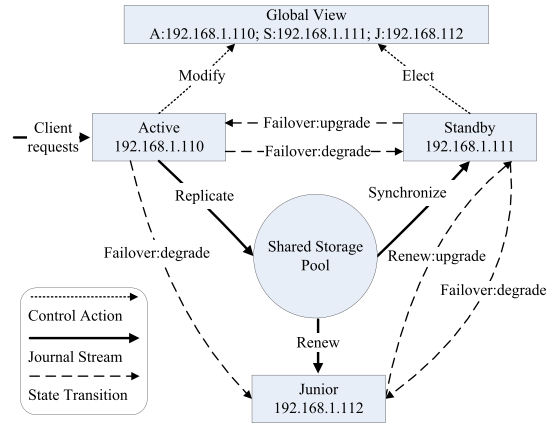 Global View
A:192.168.1.110; S:192.168.1.111; J:192.168.112
Modify
Elect
Client
requests
Active
192.168.1.110
Failover:upgrade
Failover:degrade
Standby
192.168.1.111
Replicate
Synchronize
Shared Storage
Pool
Failover:degrade
Renew:upgrade
Failover:degrade
Renew
Control Action
Journal Stream
State Transition
Junior
192.168.1.112